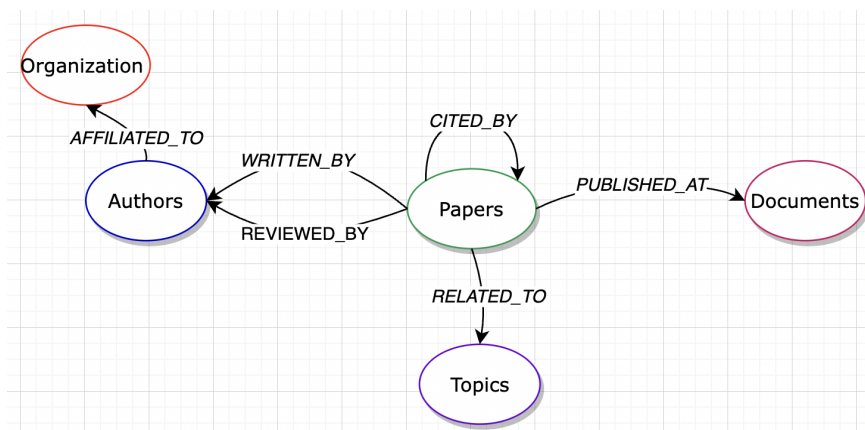 Organization
AFFILIATED_TO
CITED_BY
WRITTEN_BY
PUBLISHED_AT
Authors
Papers
Documents
REVIEWED_BY
RELATED_TO
Topics